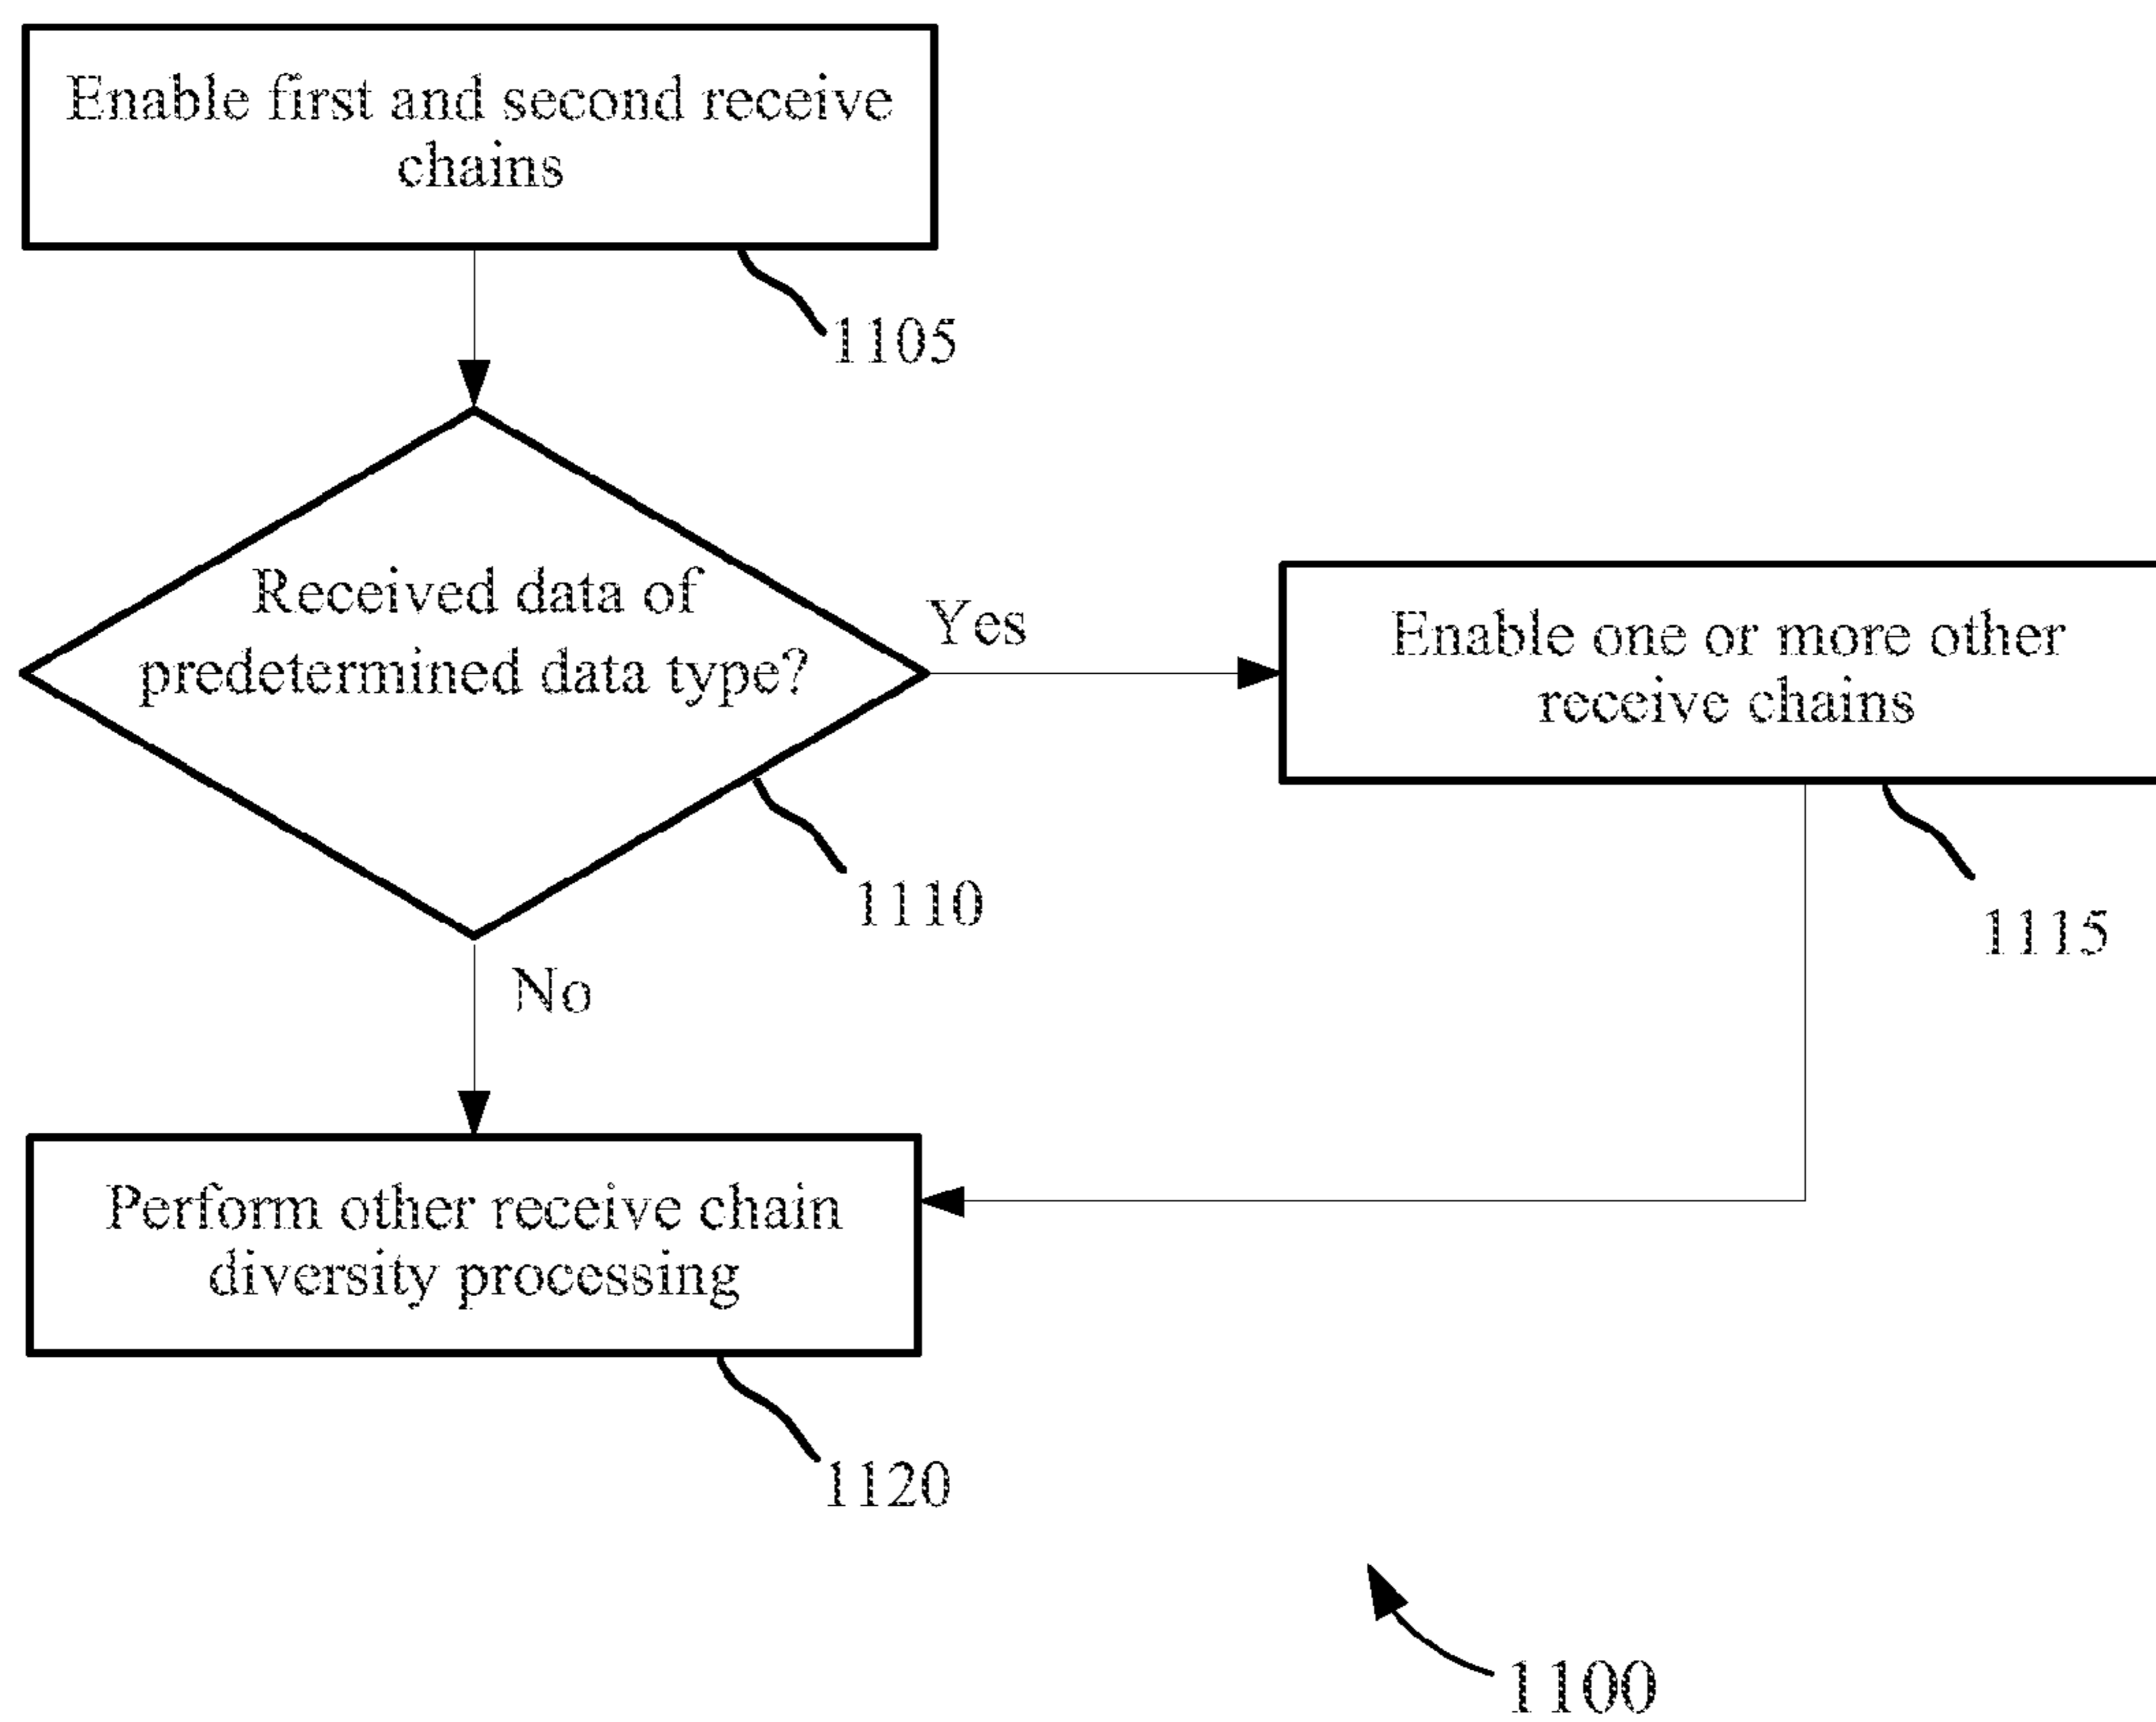 Enable first and second receive
chains
1105
Received data of
predetermined data type?
Yes
1110
Enable one or more other
receive chains
1115
No
Perform other receive chain
diversity processing
1120
1100